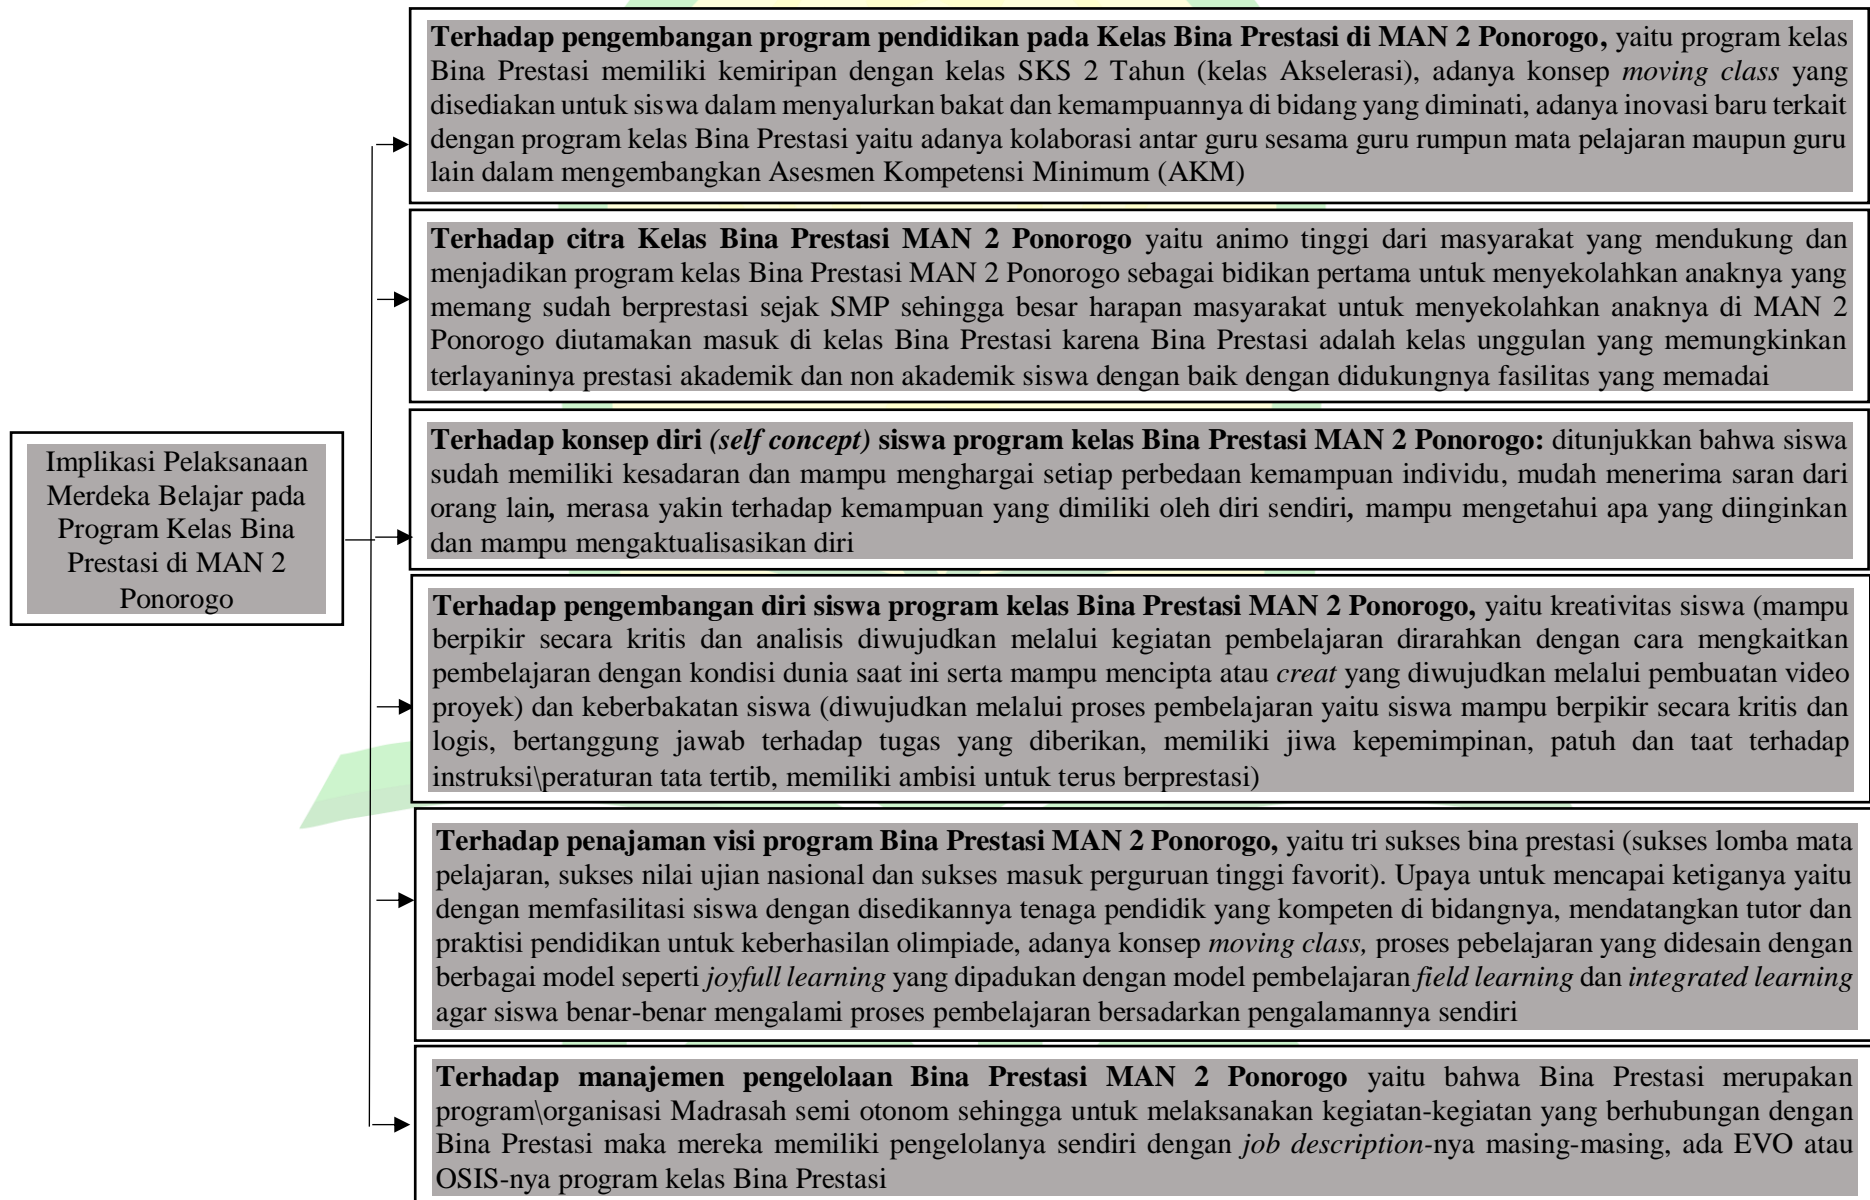 Terhadap pengembangan program pendidikan pada Kelas Bina Prestasi di MAN 2 Ponorogo, yaitu program kelas
Bina Prestasi memiliki kemiripan dengan kelas SKS 2 Tahun (kelas Akselerasi), adanya konsep moving class yang
disediakan untuk siswa dalam menyalurkan bakat dan kemampuannya di bidang yang diminati, adanya inovasi baru terkait
dengan program kelas Bina Prestasi yaitu adanya kolaborasi antar guru sesama guru rumpun mata pelajaran maupun guru
lain dalam mengembangkan Asesmen Kompetensi Minimum (AKM)
Terhadap citra Kelas Bina Prestasi MAN 2 Ponorogo yaitu animo tinggi dari masyarakat yang mendukung dan
menjadikan program kelas Bina Prestasi MAN 2 Ponorogo sebagai bidikan pertama untuk menyekolahkan anaknya yang
memang sudah berprestasi sejak SMP sehingga besar harapan masyarakat untuk menyekolahkan anaknya di MAN 2
Ponorogo diutamakan masuk di kelas Bina Prestasi karena Bina Prestasi adalah kelas unggulan yang memungkinkan
terlayaninya prestasi akademik dan non akademik siswa dengan baik dengan didukungnya fasilitas yang memadai
Implikasi Pelaksanaan
Merdeka Belajar pada
Program Kelas Bina
Prestasi di MAN 2
Ponorogo
Terhadap konsep diri (self concept) siswa program kelas Bina Prestasi MAN 2 Ponorogo: ditunjukkan bahwa siswa
sudah memiliki kesadaran dan mampu menghargai setiap perbedaan kemampuan individu, mudah menerima saran dari
orang lain, merasa yakin terhadap kemampuan yang dimiliki oleh diri sendiri, mampu mengetahui apa yang diinginkan
dan mampu mengaktualisasikan diri
Terhadap pengembangan diri siswa program kelas Bina Prestasi MAN 2 Ponorogo, yaitu kreativitas siswa (mampu
berpikir secara kritis dan analisis diwujudkan melalui kegiatan pembelajaran dirarahkan dengan cara mengkaitkan
pembelajaran dengan kondisi dunia saat ini serta mampu mencipta atau creat yang diwujudkan melalui pembuatan video
proyek) dan keberbakatan siswa (diwujudkan melalui proses pembelajaran yaitu siswa mampu berpikir secara kritis dan
logis, bertanggung jawab terhadap tugas yang diberikan, memiliki jiwa kepemimpinan, patuh dan taat terhadap
instruksi\peraturan tata tertib, memiliki ambisi untuk terus berprestasi)
Terhadap penajaman visi program Bina Prestasi MAN 2 Ponorogo, yaitu tri sukses bina prestasi (sukses lomba mata
pelajaran, sukses nilai ujian nasional dan sukses masuk perguruan tinggi favorit). Upaya untuk mencapai ketiganya yaitu
dengan memfasilitasi siswa dengan disedikannya tenaga pendidik yang kompeten di bidangnya, mendatangkan tutor dan
praktisi pendidikan untuk keberhasilan olimpiade, adanya konsep moving class, proses pebelajaran yang didesain dengan
berbagai model seperti joyfull learning yang dipadukan dengan model pembelajaran field learning dan integrated learning
agar siswa benar-benar mengalami proses pembelajaran bersadarkan pengalamannya sendiri
Terhadap manajemen pengelolaan Bina Prestasi MAN 2 Ponorogo yaitu bahwa Bina Prestasi merupakan
program\organisasi Madrasah semi otonom sehingga untuk melaksanakan kegiatan-kegiatan yang berhubungan dengan
Bina Prestasi maka mereka memiliki pengelolanya sendiri dengan job description-nya masing-masing, ada EVO atau
OSIS-nya program kelas Bina Prestasi